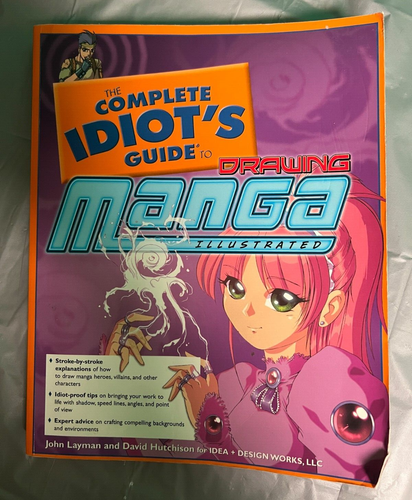 THE
COMPLETE
IDIOT'S
GUIDE® TO
DRAWING
manga
ILLUSTRATED
♦ Stroke-by-stroke
explanations of how
to draw manga heroes, villains, and other
characters
♦ Idiot-proof tips on bringing your work to
life with shadow, speed lines, angles, and point
of view
♦ Expert advice on crafting compelling backgrounds
and environments
John Layman and David Hutchison for IDEA + DESIGN WORKS, LLC